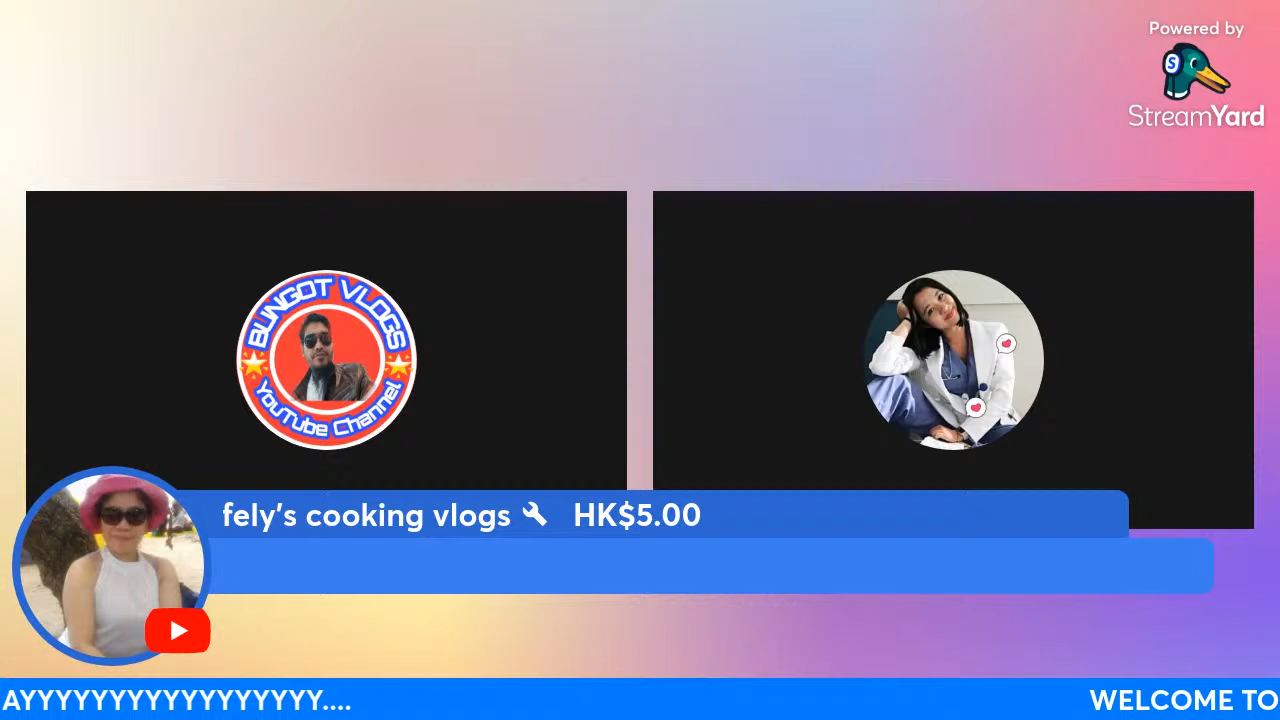 Powered by
S
StreamYard
BUNGOT VLOGS
YouTube Channel
fely's cooking vlogs HK$5.00
AYYYYYYYYYYYYYYYYY.... WELCOME TO